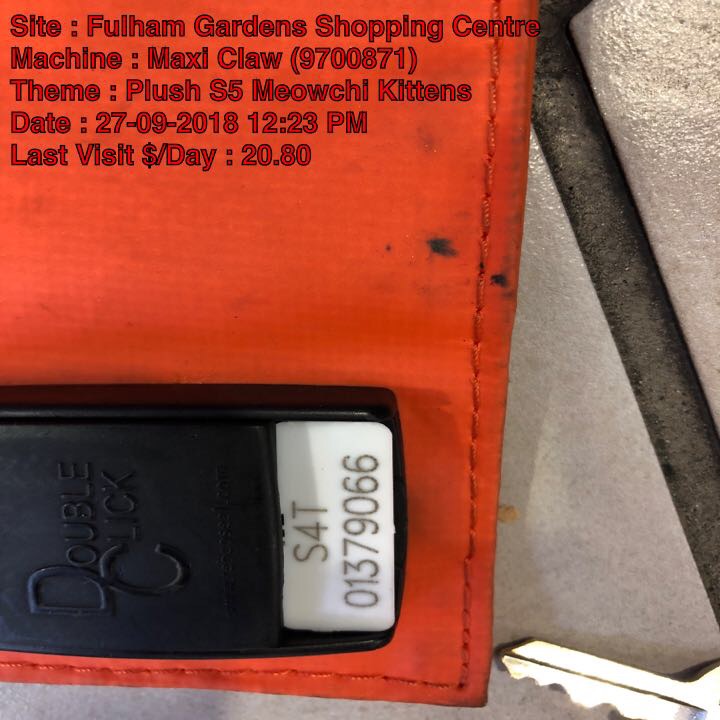 Site : Fulham Gardens Shopping Centre
Machine : Maxi Claw (9700871)
Theme : Plush S5 Meowchi Kittens
Date : 27-09-2018 12:23 PM
Last Visit $/Day : 20.80
DOUBLE
CLICK
S4T
01379066